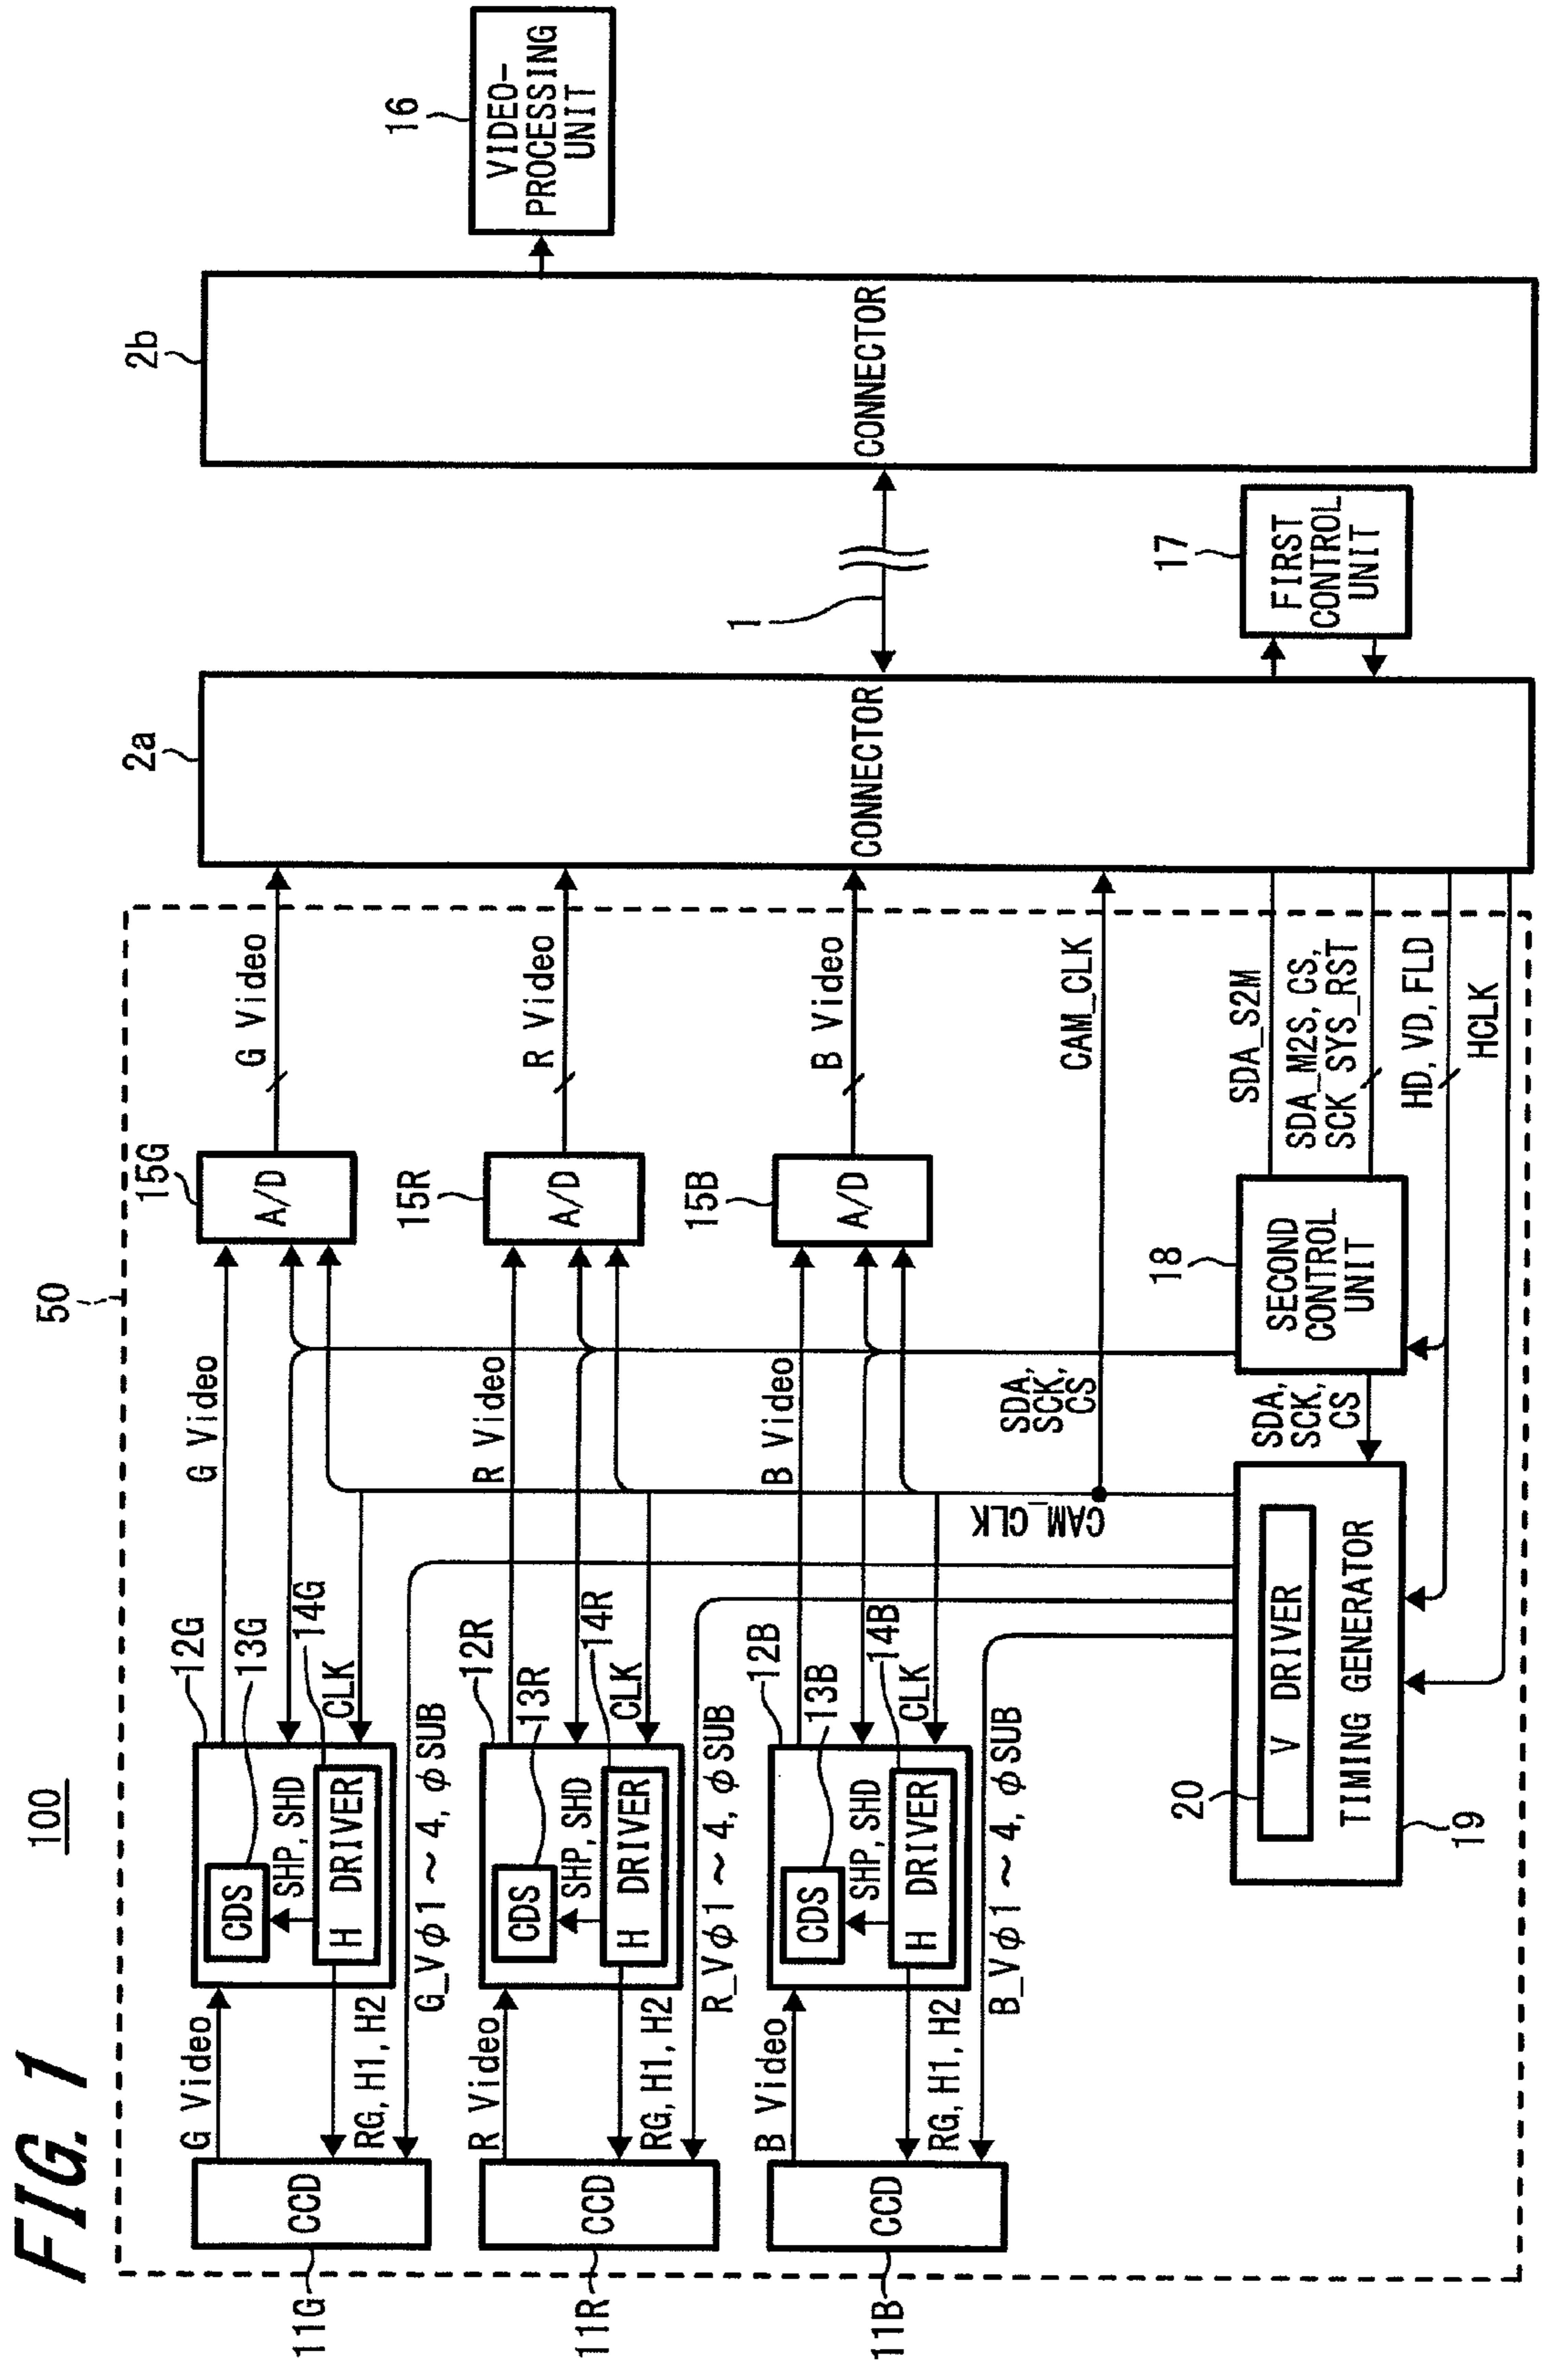 FIG. 1
100
50
11G
CCD
G Video
RG, H1, H2
G_Vφ1~4, φSUB
12G
13G
CDS
SHP, SHD
14G
H DRIVER
CLK
G Video
15G
A/D
G Video
11R
CCD
R Video
RG, H1, H2
R_Vφ1~4, φSUB
12R
13R
CDS
SHP, SHD
14R
H DRIVER
CLK
R Video
15R
A/D
R Video
11B
CCD
B Video
RG, H1, H2
B_Vφ1~4, φSUB
12B
13B
CDS
SHP, SHD
14B
H DRIVER
CLK
B Video
15B
A/D
B Video
CAM_CLK
SDA,
SCK,
CS
CAM_CLK
20
V DRIVER
TIMING GENERATOR
19
SDA,
SCK,
CS
18
SECOND
CONTROL
UNIT
SDA_S2M
SDA_M2S, CS,
SCK SYS_RST
HD, VD, FLD
HCLK
2a
CONNECTOR
1
17
FIRST
CONTROL
UNIT
2b
CONNECTOR
16
VIDEO-
PROCESSING
UNIT